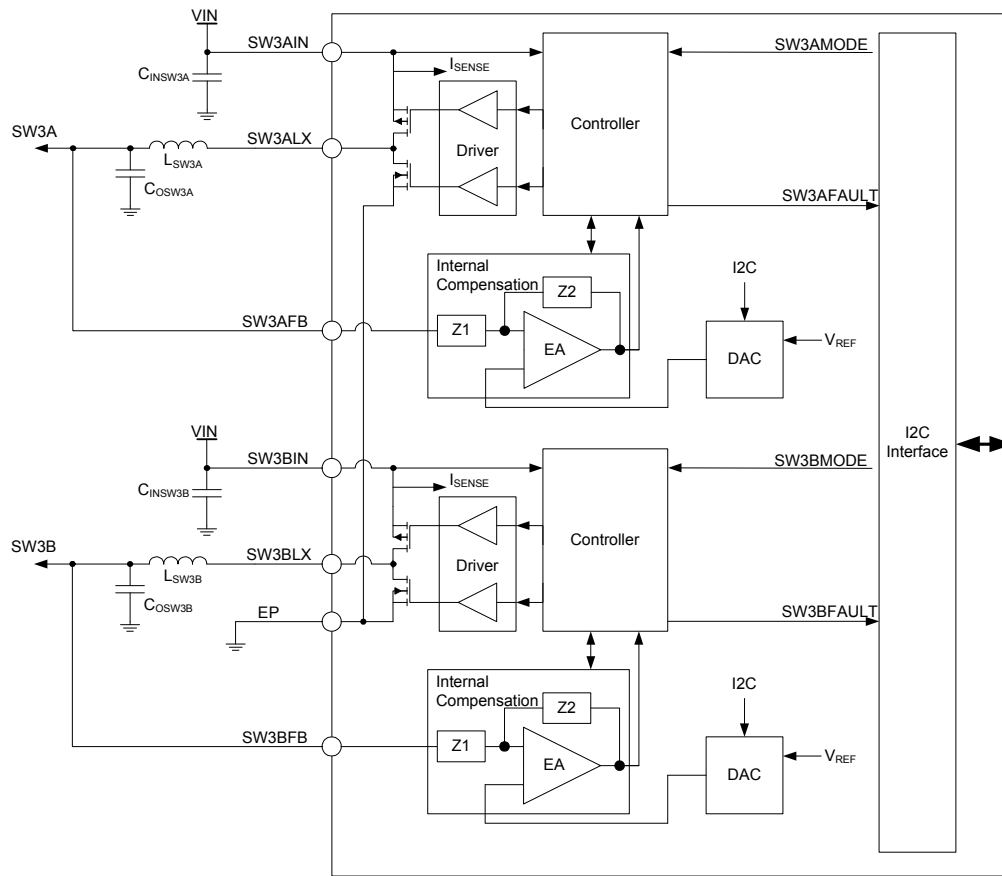 VIN
SW3AIN
SW3AMODE
ISENSE
CINSW3A
Controller
SW3A
SW3ALX
Driver
LSW3A
COSW3A
SW3AFAULT
Internal
Compensation
I2C
Z2
SW3AFB
Z1
EA
DAC
VREF
I2C
Interface
VIN
SW3BIN
SW3BMODE
ISENSE
CINSW3B
Controller
SW3B
SW3BLX
Driver
LSW3B
COSW3B
EP
SW3BFAULT
Internal
Compensation
I2C
Z2
SW3BFB
Z1
EA
DAC
VREF